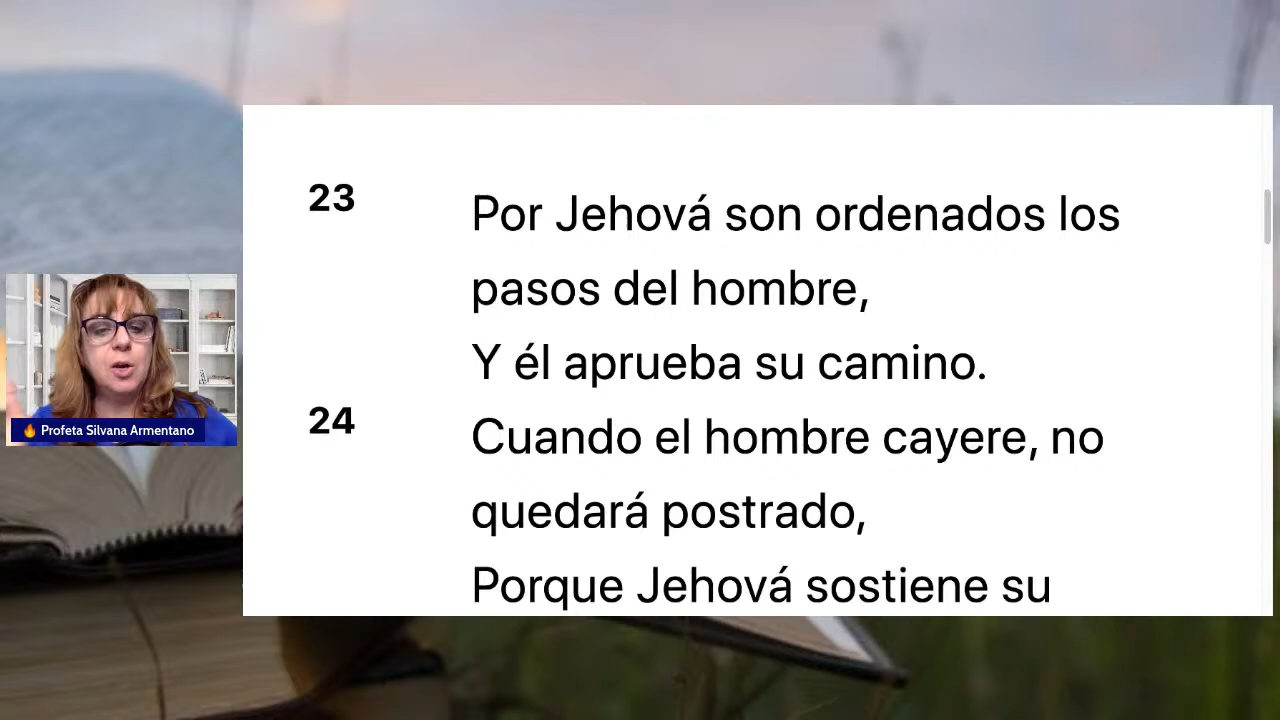 23
Por Jehová son ordenados los
pasos del hombre,
Y él aprueba su camino.
24
Cuando el hombre cayere, no
quedará postrado,
Porque Jehová sostiene su
🔥 Profeta Silvana Armentano